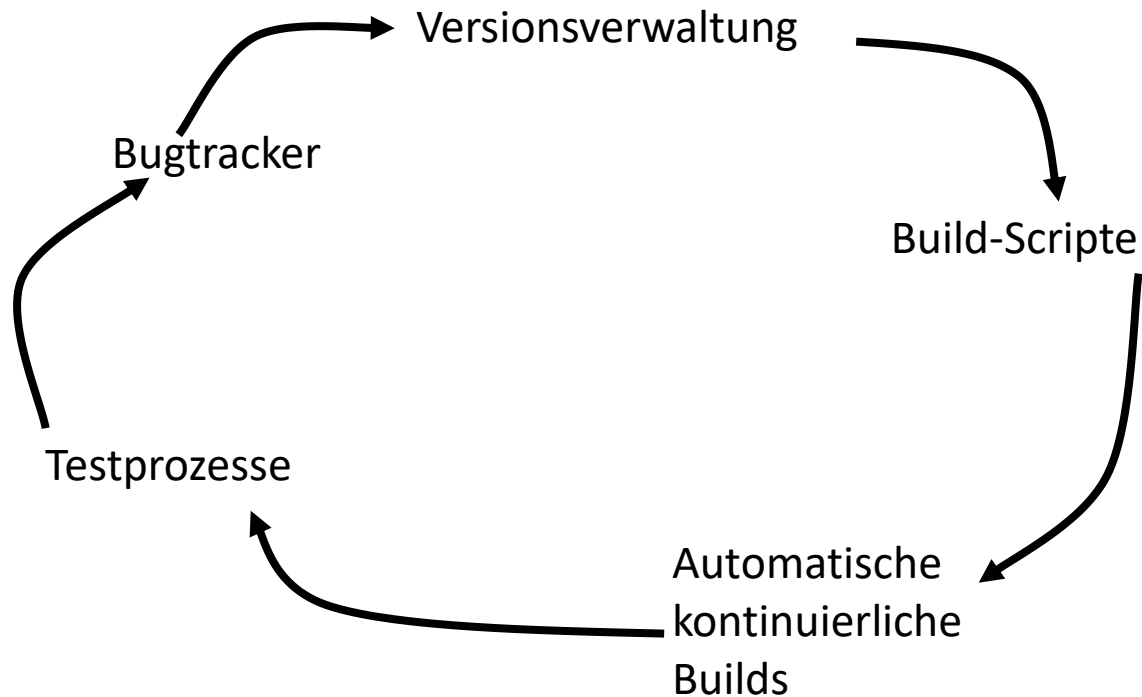 Versionsverwaltung
Bugtracker
Build-Scripte
Testprozesse
Automatische
kontinuierliche
Builds